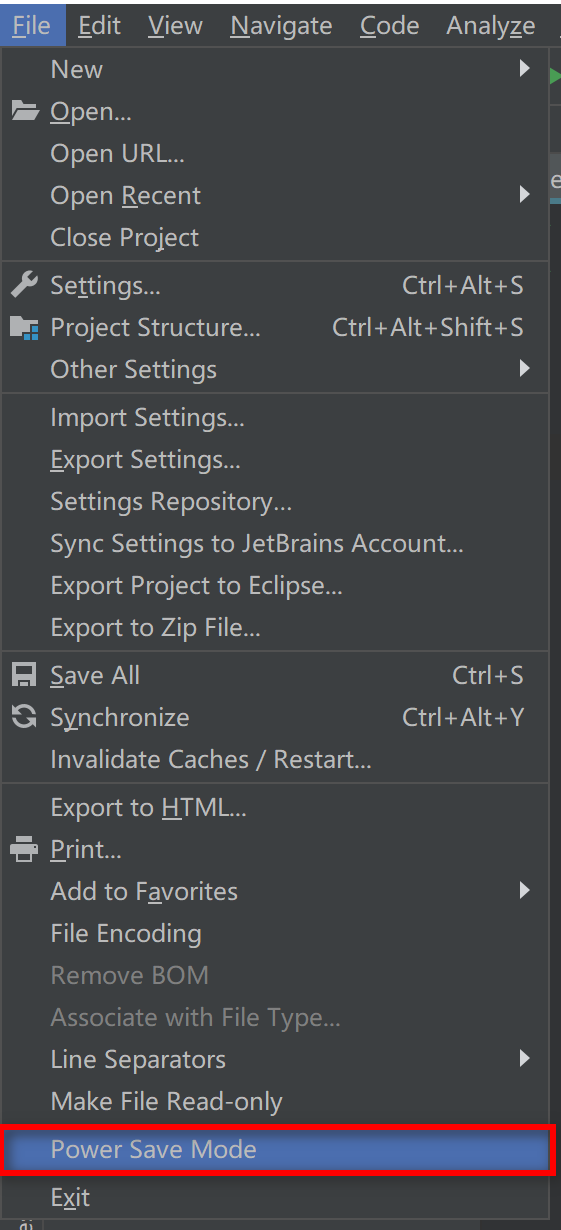 File Edit View Navigate Code Analyze
New
Open...
Open URL...
Open Recent
Close Project
Settings... Ctrl+Alt+S
Project Structure... Ctrl+Alt+Shift+S
Other Settings
Import Settings...
Export Settings...
Settings Repository...
Sync Settings to JetBrains Account...
Export Project to Eclipse...
Export to Zip File...
Save All Ctrl+S
Synchronize Ctrl+Alt+Y
Invalidate Caches / Restart...
Export to HTML...
Print...
Add to Favorites
File Encoding
Remove BOM
Associate with File Type...
Line Separators
Make File Read-only
Power Save Mode
Exit